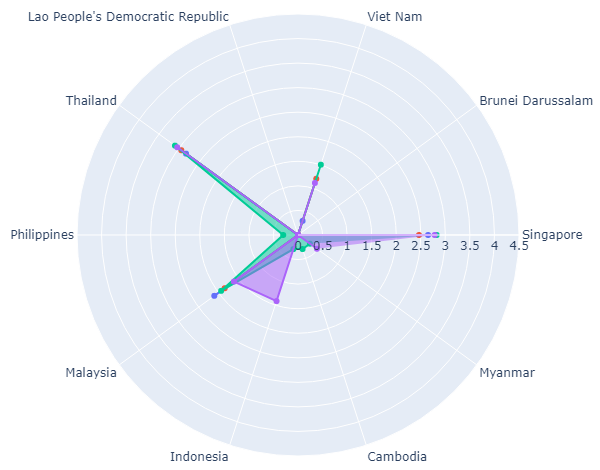 Lao People's Democratic Republic
Viet Nam
Thailand
Brunei Darussalam
Philippines
Singapore
0 0.5 1 1.5 2 2.5 3 3.5 4 4.5
Malaysia
Myanmar
Indonesia
Cambodia